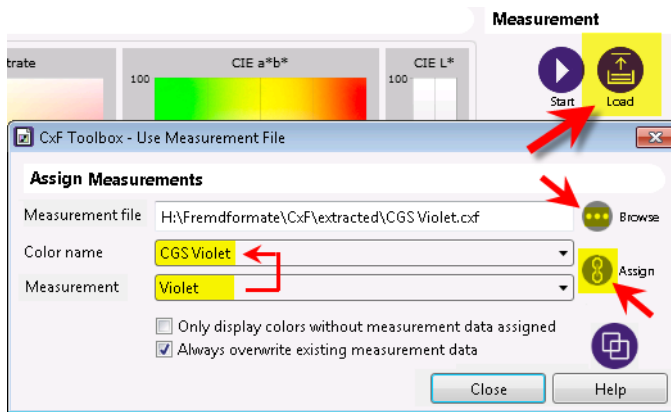 Measurement
trate
CIE a*b*
CIE L*
100
100
Start
Load
CxF Toolbox - Use Measurement File
Assign Measurements
Measurement file
H:\Fremdformate\CxF\extracted\CGS Violet.cxf
Browse
Color name
CGS Violet
Assign
Measurement
Violet
Only display colors without measurement data assigned
Always overwrite existing measurement data
Close
Help